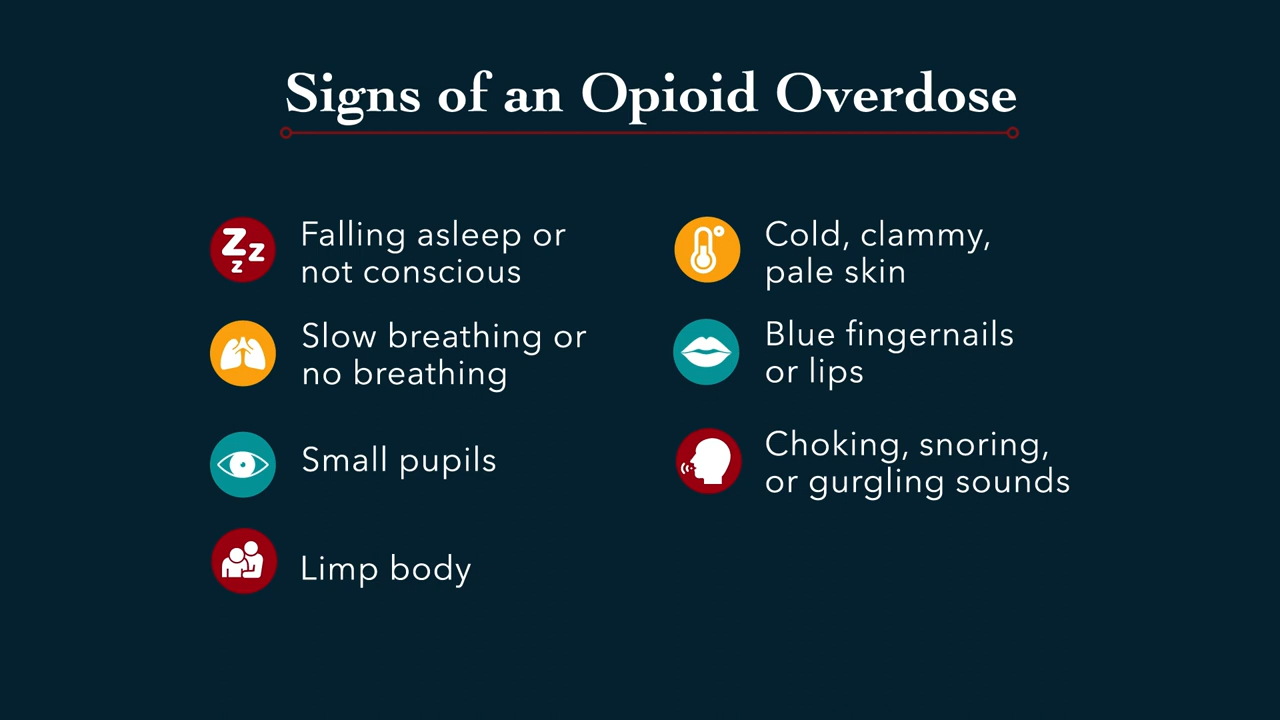 Signs of an Opioid Overdose
Falling asleep or
not conscious
Slow breathing or
no breathing
Small pupils
Limp body
Cold, clammy,
pale skin
Blue fingernails
or lips
Choking, snoring,
or gurgling sounds